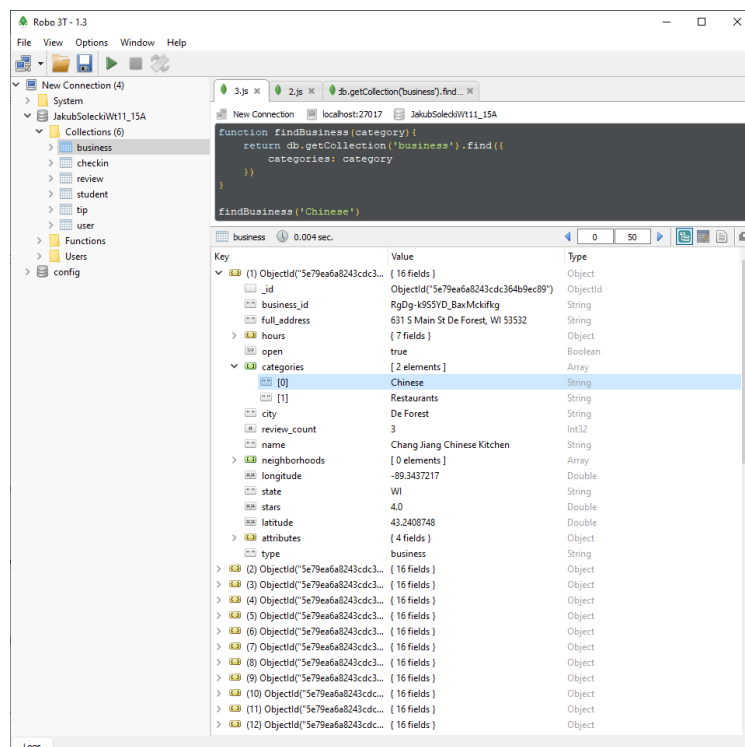 Robo 3T - 1.3
File View Options Window Help
New Connection (4)
System
JakubSoleckiWt11_15A
Collections (6)
business
checkin
review
student
tip
user
Functions
Users
config
3.js
2.js
db.getCollection('business').find...
New Connection localhost:27017 JakubSoleckiWt11_15A
function findBusiness(category){
return db.getCollection('business').find({
categories: category
})
}
findBusiness('Chinese')
business 0.004 sec. 0 50
Key Value Type
(1) ObjectId("5e79ea6a8243cdc3... { 16 fields } Object
_id ObjectId("5e79ea6a8243cdc364b9ec89") ObjectId
business_id RgDg-k9S5YD_BaxMckifkg String
full_address 631 S Main St De Forest, WI 53532 String
hours { 7 fields } Object
open true Boolean
categories [ 2 elements ] Array
[0] Chinese String
[1] Restaurants String
city De Forest String
review_count 3 Int32
name Chang Jiang Chinese Kitchen String
neighborhoods [ 0 elements ] Array
longitude -89.3437217 Double
state WI String
stars 4.0 Double
latitude 43.2408748 Double
attributes { 4 fields } Object
type business String
(2) ObjectId("5e79ea6a8243cdc3... { 16 fields } Object
(3) ObjectId("5e79ea6a8243cdc3... { 16 fields } Object
(4) ObjectId("5e79ea6a8243cdc3... { 16 fields } Object
(5) ObjectId("5e79ea6a8243cdc3... { 16 fields } Object
(6) ObjectId("5e79ea6a8243cdc3... { 16 fields } Object
(7) ObjectId("5e79ea6a8243cdc3... { 16 fields } Object
(8) ObjectId("5e79ea6a8243cdc3... { 16 fields } Object
(9) ObjectId("5e79ea6a8243cdc3... { 16 fields } Object
(10) ObjectId("5e79ea6a8243cdc... { 16 fields } Object
(11) ObjectId("5e79ea6a8243cdc... { 16 fields } Object
(12) ObjectId("5e79ea6a8243cdc... { 16 fields } Object
Logs